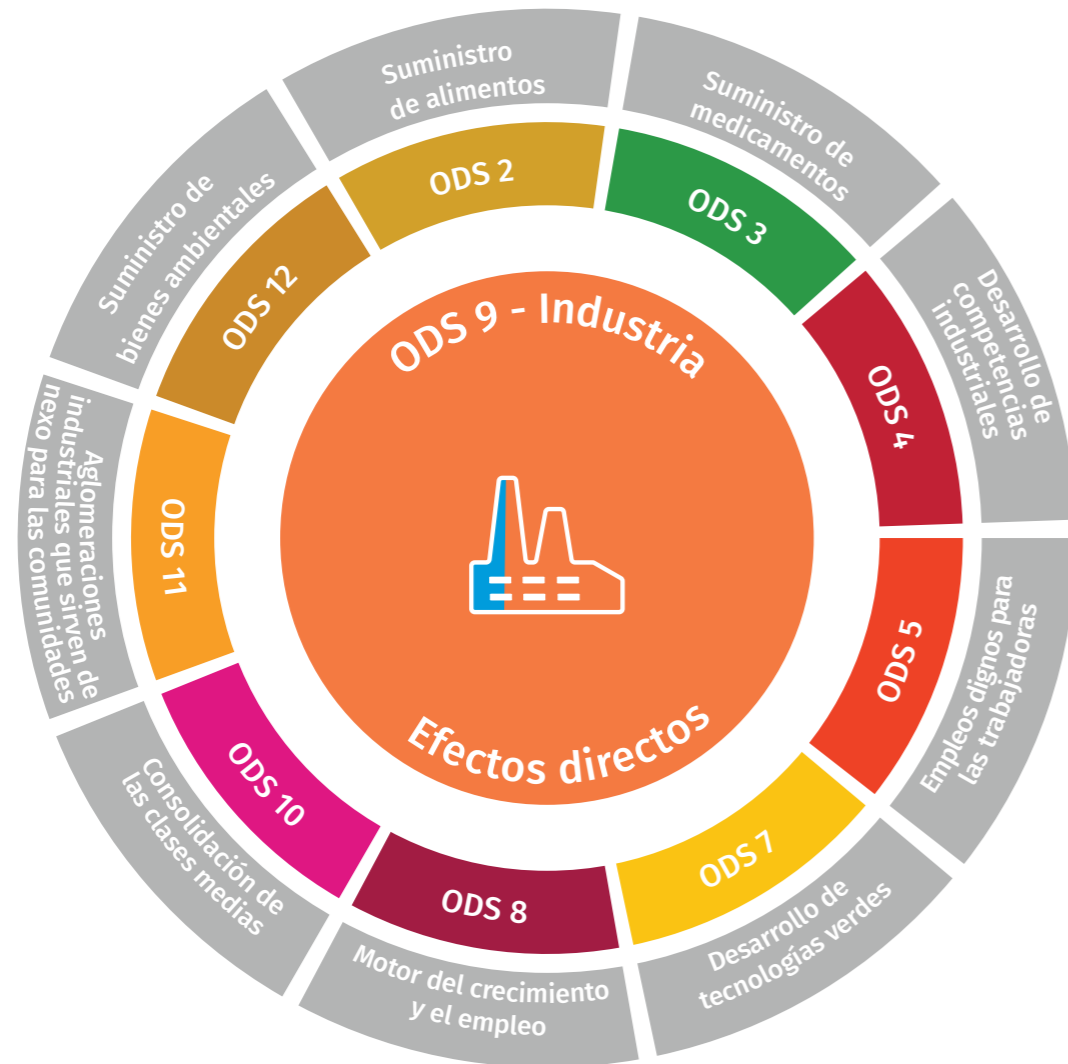 ODS 9 - Industria
Efectos directos
ODS 2
Suministro
de alimentos
ODS 3
Suministro de
medicamentos
ODS 4
Desarrollo de
competencias
industriales
ODS 5
Empleos dignos para
las trabajadoras
ODS 7
Desarrollo de
tecnologías verdes
ODS 8
Motor del crecimiento
y el empleo
ODS 10
Consolidación de
las clases medias
ODS 11
Aglomeraciones
industriales que sirven de
nexo para las comunidades
ODS 12
Suministro de
bienes ambientales